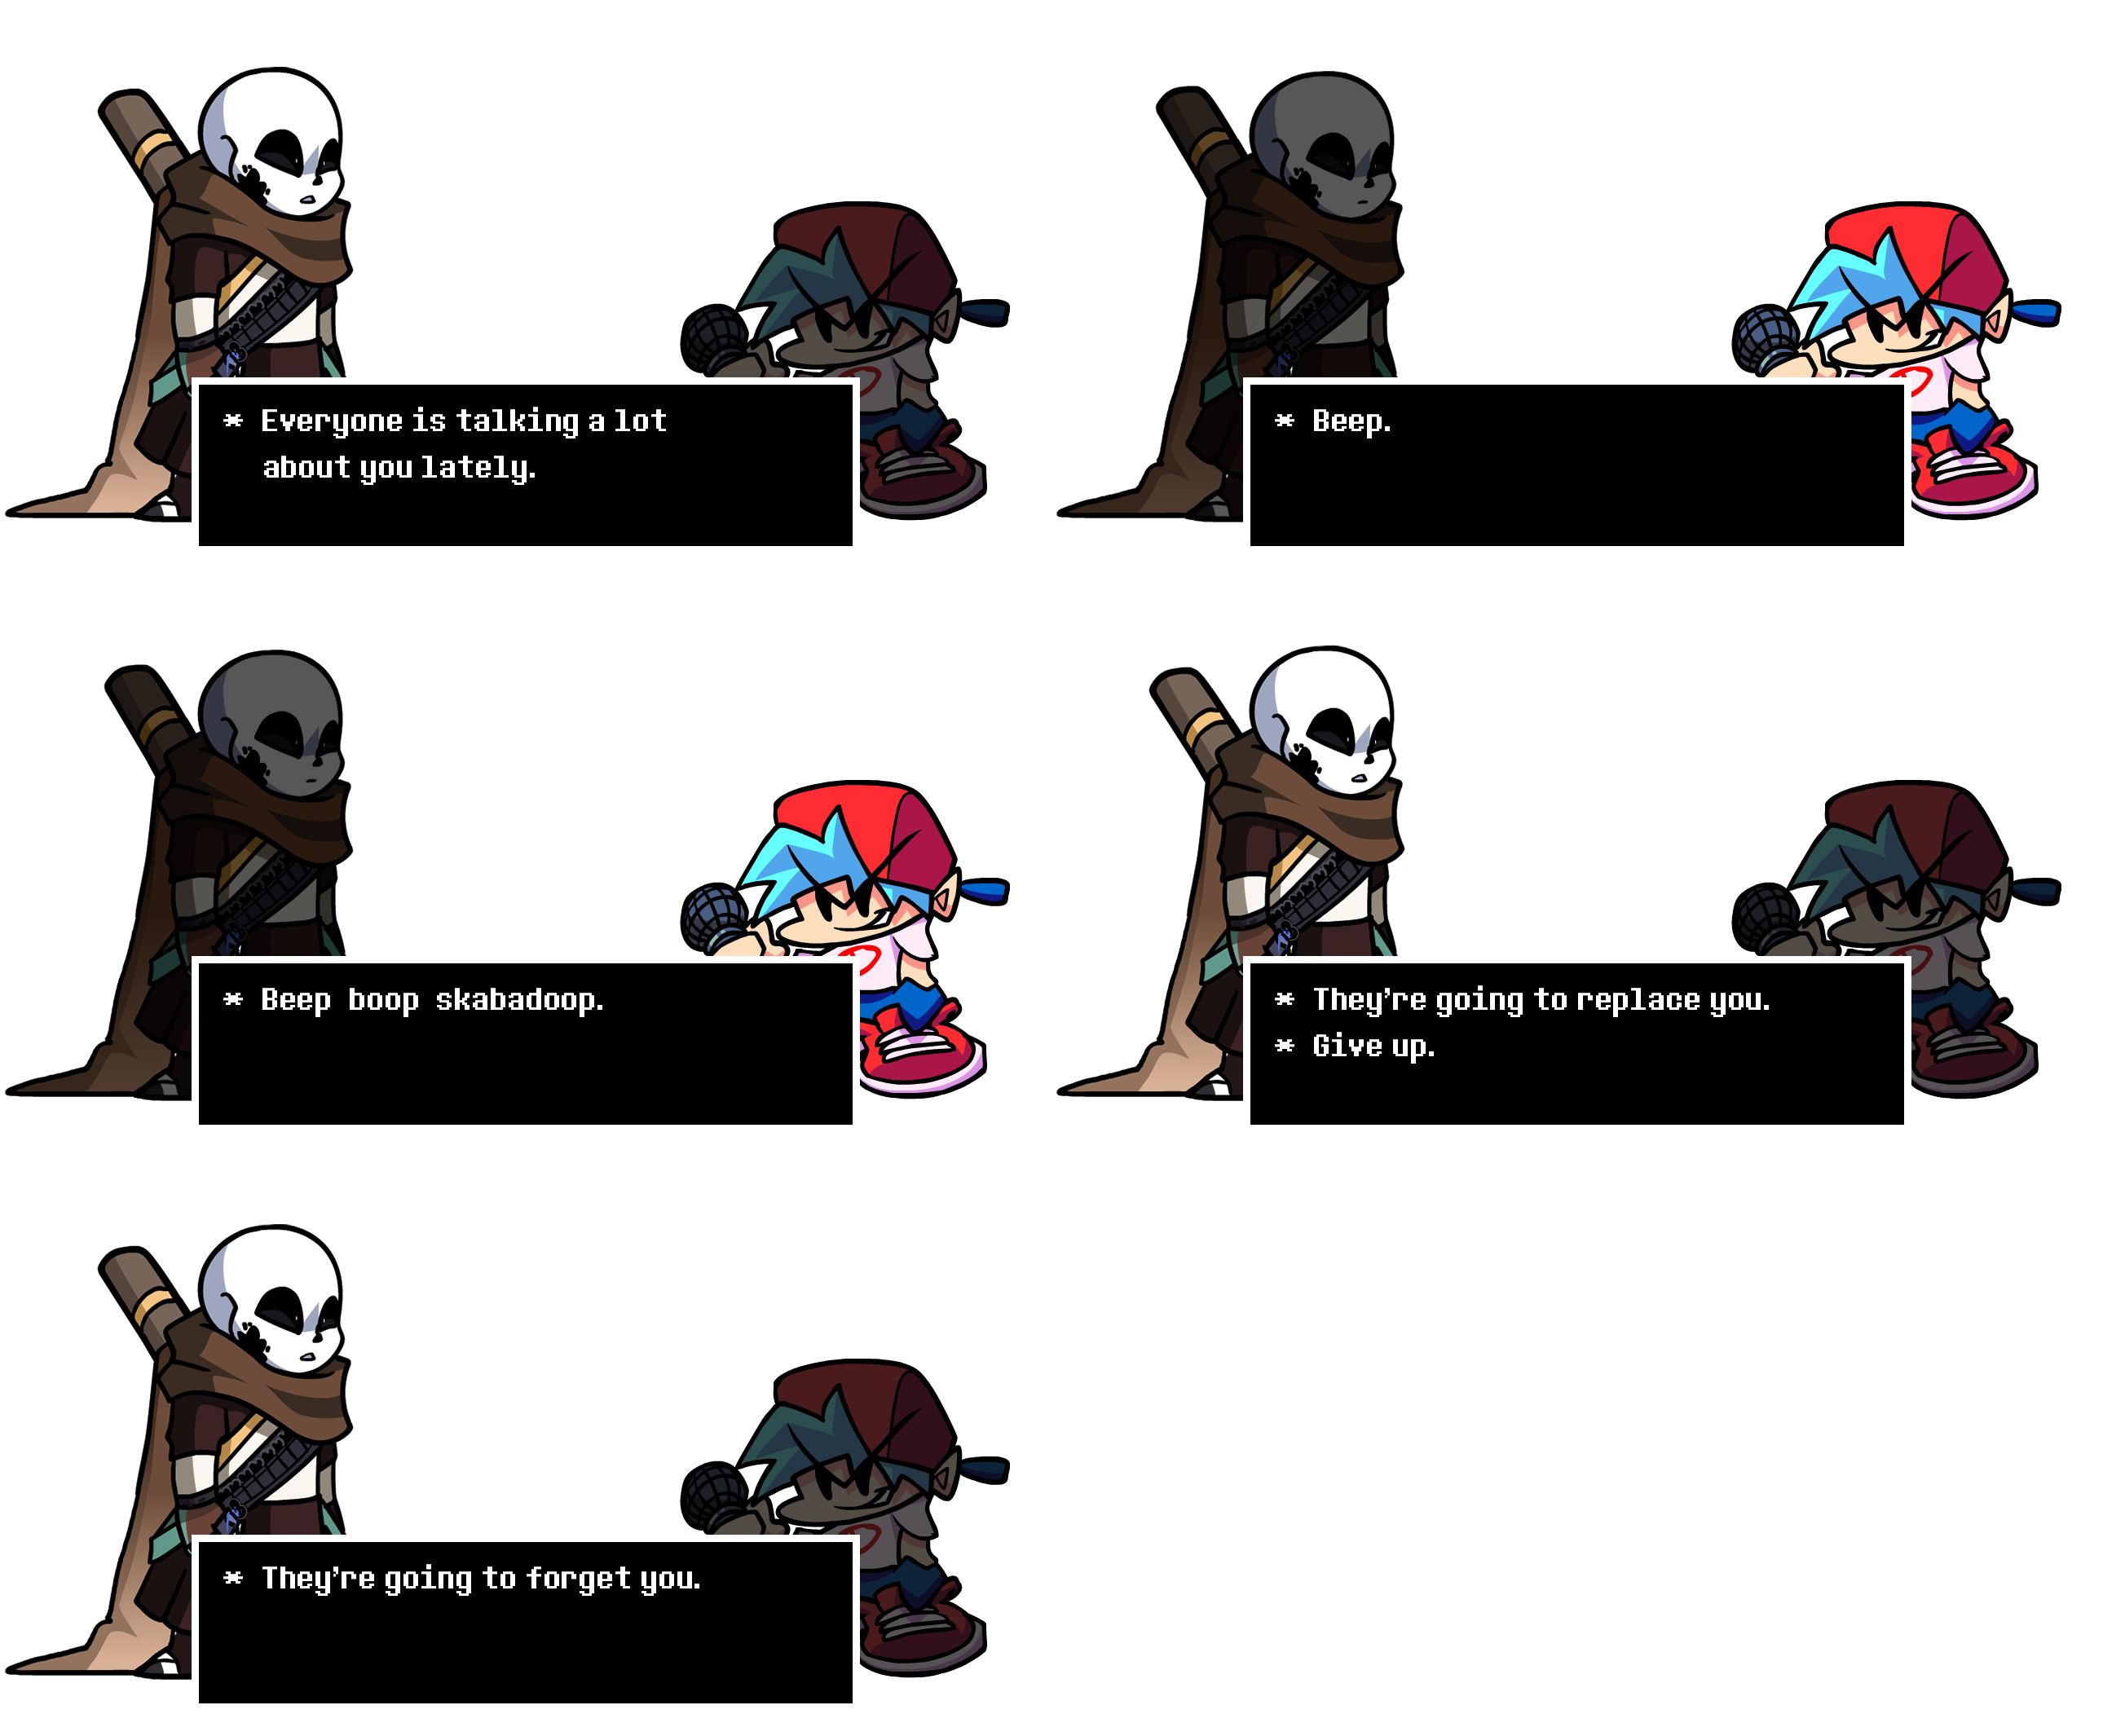 * Everyone is talking a lot
about you lately.
* Beep.
* Beep boop skabadoop.
* They're going to replace you.
* Give up.
* They're going to forget you.